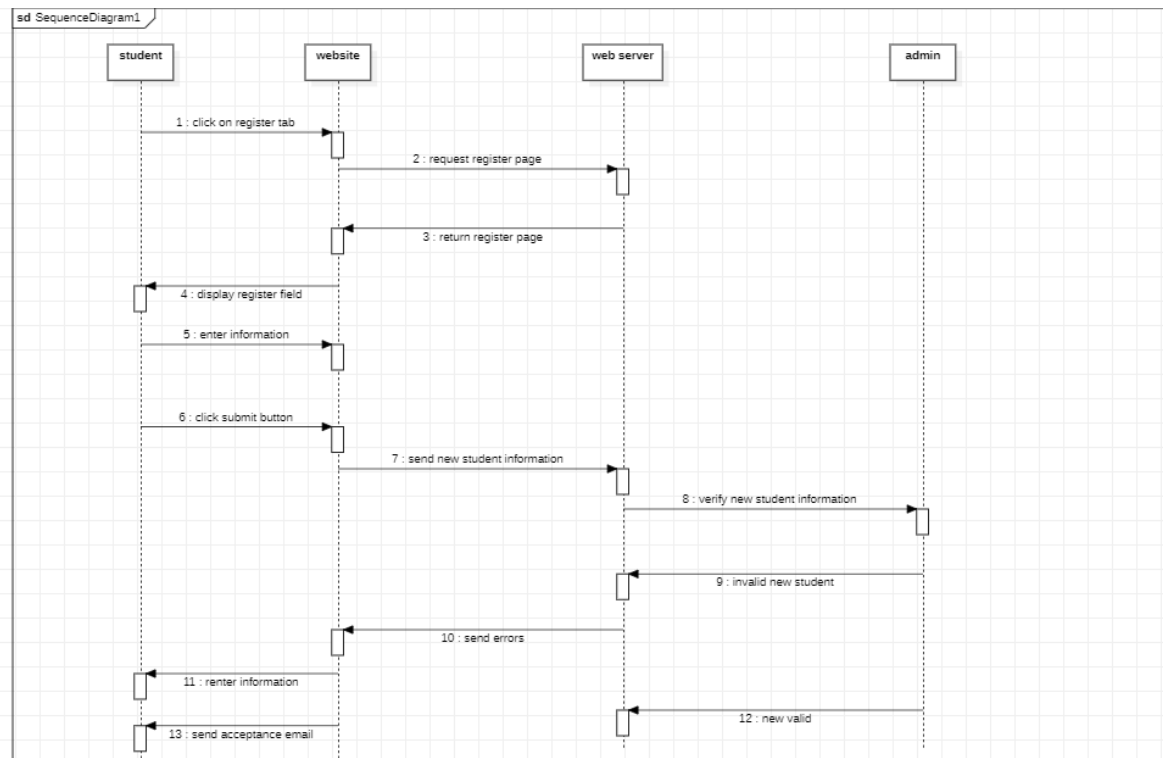 sd SequenceDiagram1
student
website
web server
admin
1 : click on register tab
2 : request register page
3 : return register page
4 : display register field
5 : enter information
6 : click submit button
7 : send new student information
8 : verify new student information
9 : invalid new student
10 : send errors
11 : renter information
12 : new valid
13 : send acceptance email